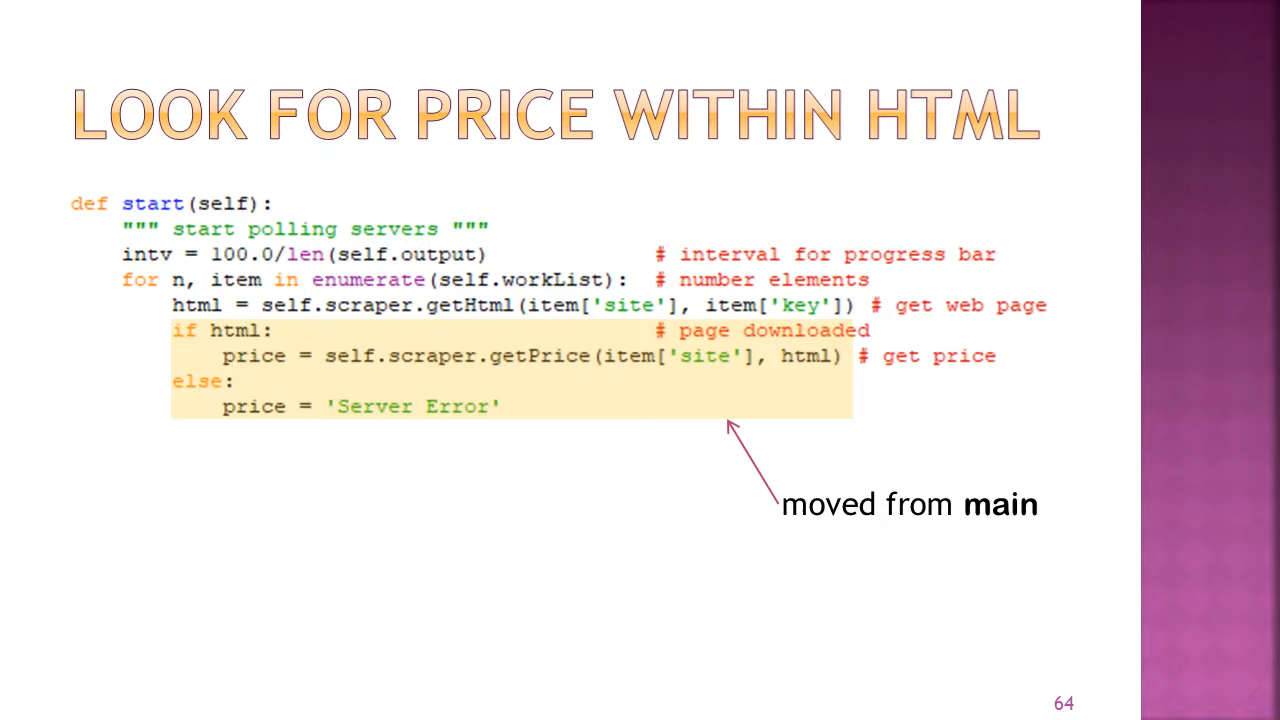 LOOK FOR PRICE WITHIN HTML
def start(self):
    """ start polling servers """
    intv = 100.0/len(self.output)             # interval for progress bar
    for n, item in enumerate(self.workList):  # number elements
        html = self.scraper.getHtml(item['site'], item['key']) # get web page
        if html:                              # page downloaded
            price = self.scraper.getPrice(item['site'], html) # get price
        else:
            price = 'Server Error'
moved from main
64